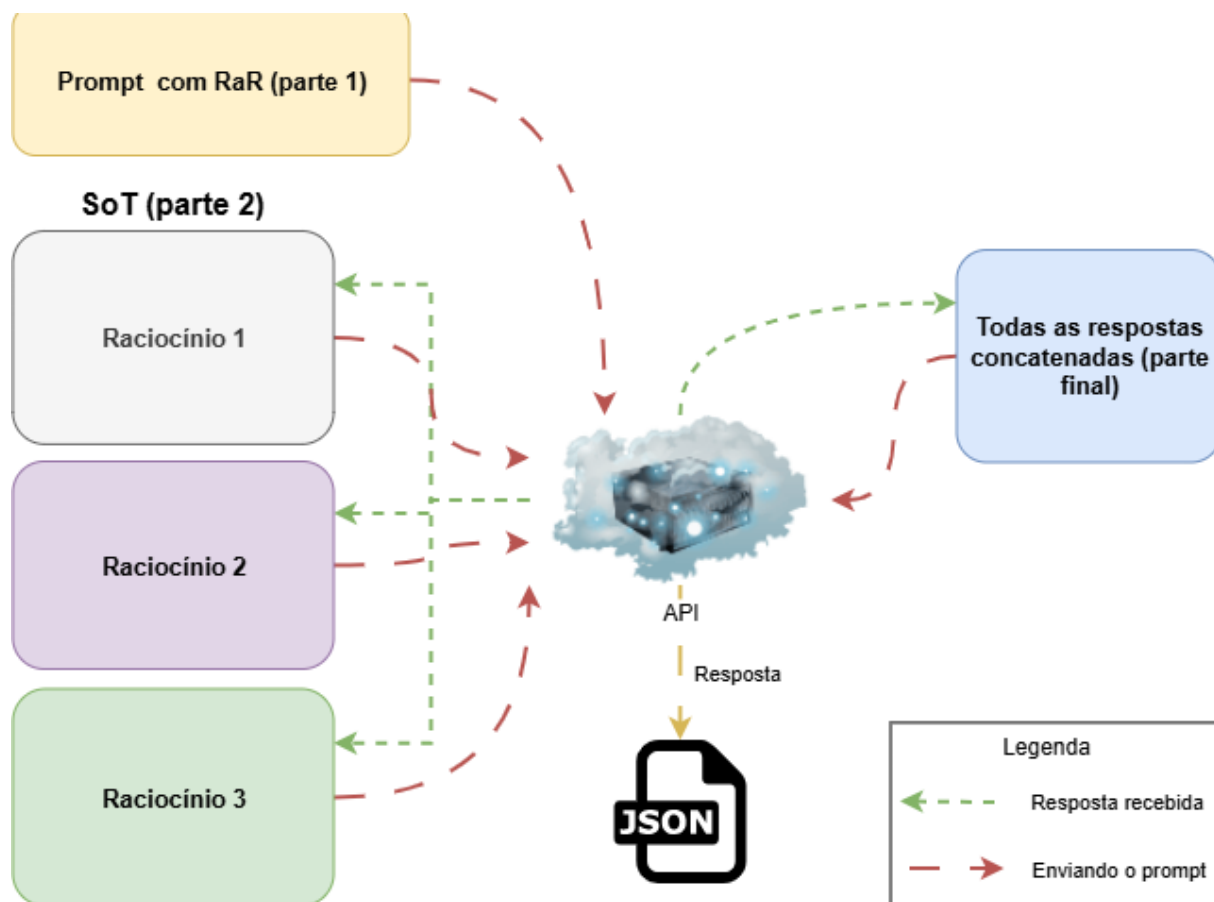 Prompt com RaR (parte 1)
SoT (parte 2)
Raciocínio 1
Raciocínio 2
Raciocínio 3
Todas as respostas
concatenadas (parte
final)
API
Resposta
JSON
Legenda
Resposta recebida
Enviando o prompt